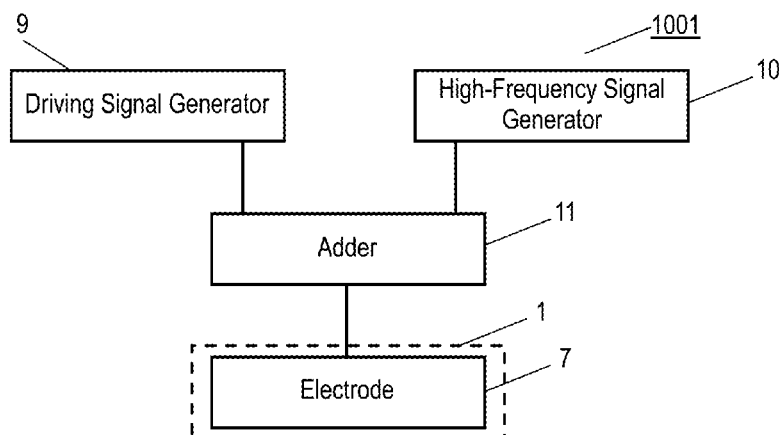 9
1001
Driving Signal Generator
High-Frequency Signal
Generator
10
11
Adder
1
7
Electrode